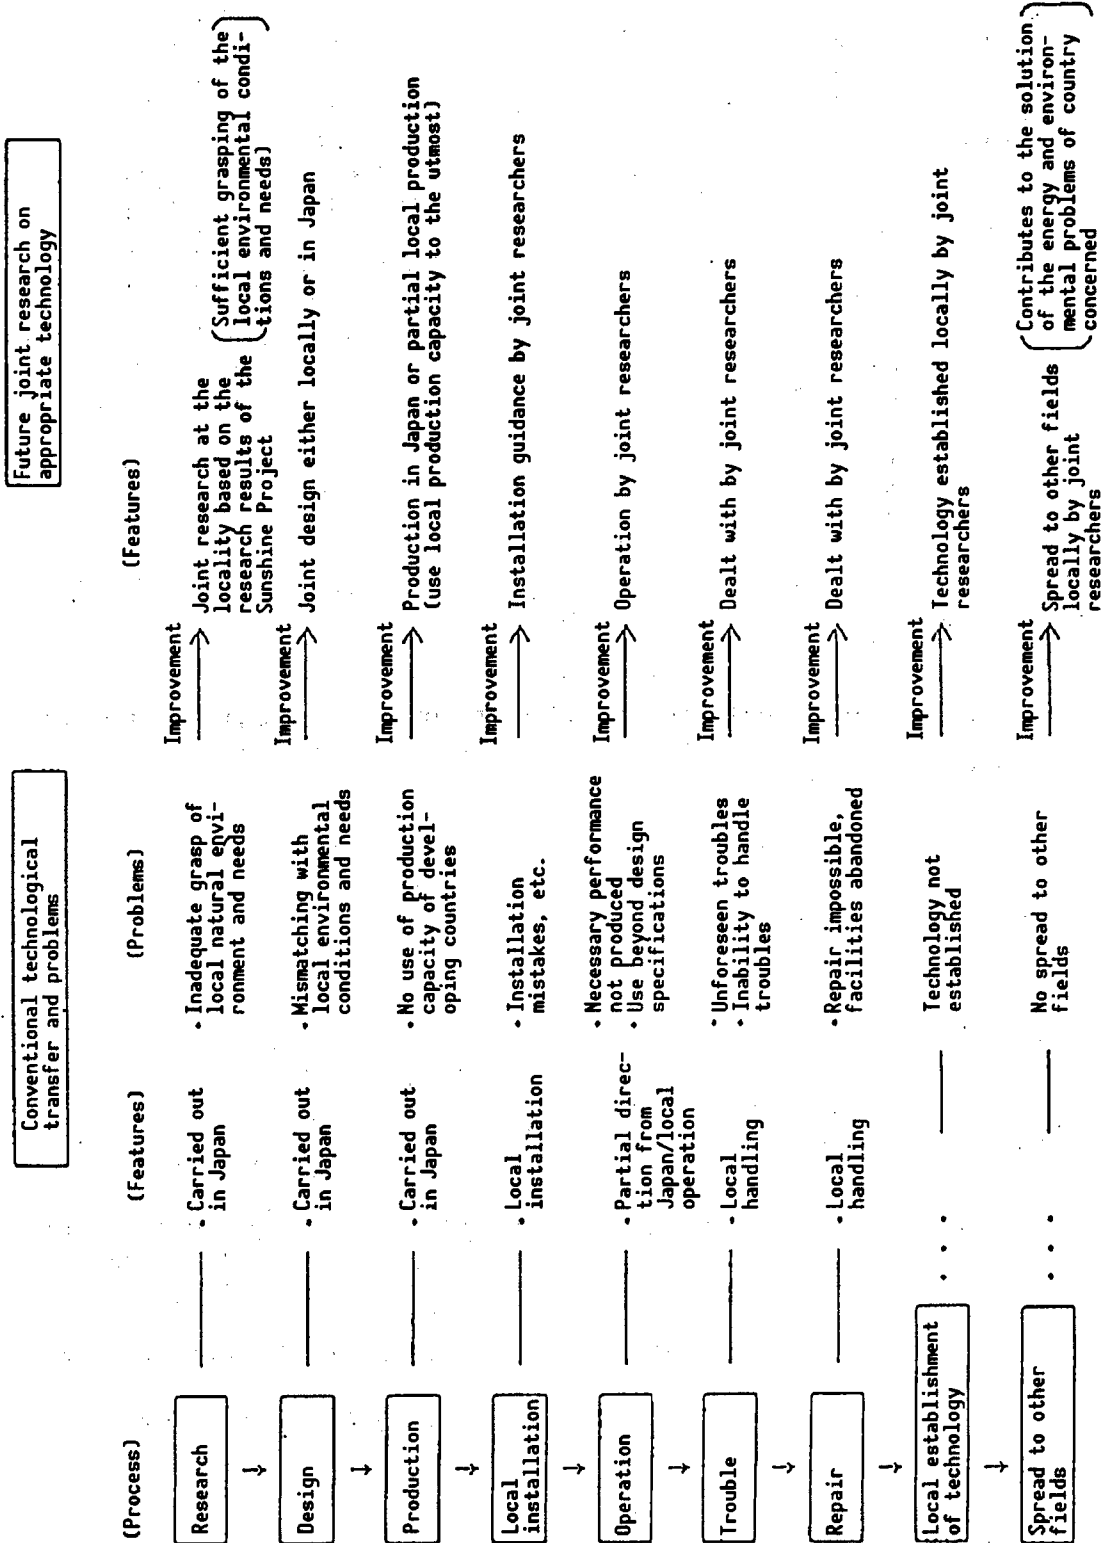 Conventional technological
transfer and problems
Future joint research on
appropriate technology
(Process)
(Features)
(Problems)
(Features)
Research
• Carried out
in Japan
• Inadequate grasp of
local natural envi-
ronment and needs
Improvement
Joint research at the
locality based on the
research results of the
Sunshine Project
(Sufficient grasping of the
local environmental condi-
tions and needs)
Design
• Carried out
in Japan
• Mismatching with
local environmental
conditions and needs
Improvement
Joint design either locally or in Japan
Production
• Carried out
in Japan
• No use of production
capacity of devel-
oping countries
Improvement
Production in Japan or partial local production
(use local production capacity to the utmost)
Local
installation
• Local
installation
• Installation
mistakes, etc.
Improvement
Installation guidance by joint researchers
Operation
• Partial direc-
tion from
Japan/local
operation
• Necessary performance
not produced
• Use beyond design
specifications
Improvement
Operation by joint researchers
Trouble
• Local
handling
• Unforeseen troubles
• Inability to handle
troubles
Improvement
Dealt with by joint researchers
Repair
• Local
handling
• Repair impossible,
facilities abandoned
Improvement
Dealt with by joint researchers
Local establishment
of technology
. . .
Technology not
established
Improvement
Technology established locally by joint
researchers
Spread to other
fields
. . .
No spread to other
fields
Improvement
Spread to other fields
locally by joint
researchers
(Contributes to the solution
of the energy and environ-
mental problems of country
concerned)